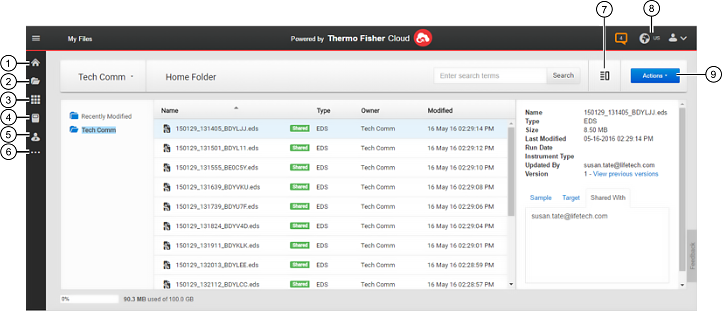 7
8
My Files
Powered by Thermo Fisher Cloud
4
US
1
2
3
4
5
6
9
Tech Comm
Home Folder
Enter search terms
Search
Actions
Recently Modified
Tech Comm
Name Type Owner Modified
150129_131405_BDYLJJ.eds Shared EDS Tech Comm 16 May 16 02:29:14 PM
150129_131501_BDYL11.eds Shared EDS Tech Comm 16 May 16 02:29:12 PM
150129_131555_BE0C5Y.eds Shared EDS Tech Comm 16 May 16 02:29:10 PM
150129_131639_BDYVKU.eds Shared EDS Tech Comm 16 May 16 02:29:08 PM
150129_131739_BDYU7F.eds Shared EDS Tech Comm 16 May 16 02:29:06 PM
150129_131824_BDYV4D.eds Shared EDS Tech Comm 16 May 16 02:29:04 PM
150129_131911_BDYKLK.eds Shared EDS Tech Comm 16 May 16 02:29:01 PM
150129_132013_BDYLEE.eds Shared EDS Tech Comm 16 May 16 02:28:59 PM
150129_132112_BDYLCC.eds Shared EDS Tech Comm 16 May 16 02:28:57 PM
Name 150129_131405_BDYLJJ.eds
Type EDS
Size 8.50 MB
Last Modified 05-16-2016 02:29:14 PM
Run Date
Instrument Type
Updated By susan.tate@lifetech.com
Version 1 - View previous versions
Sample Target Shared With
susan.tate@lifetech.com
Feedback
0% 90.3 MB used of 100.0 GB